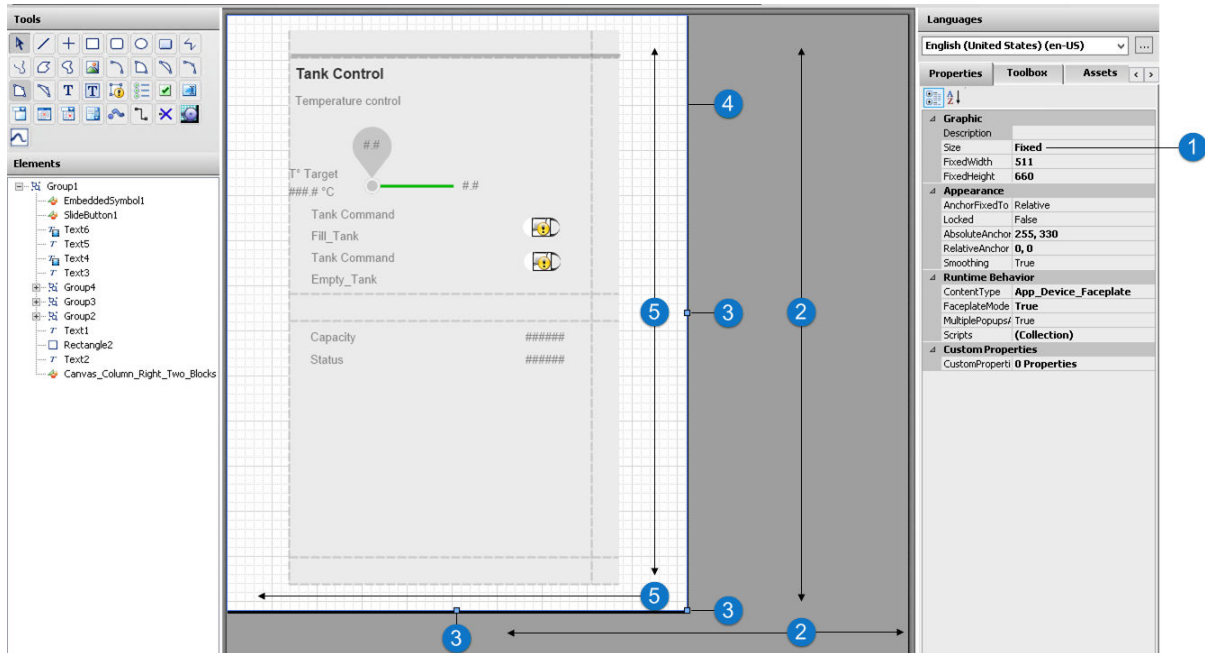 Tools
Elements
Group1
EmbeddedSymbol1
SlideButton1
Text6
Text5
Text4
Text3
Group4
Group3
Group2
Text1
Rectangle2
Text2
Canvas_Column_Right_Two_Blocks
Tank Control
Temperature control
#.#
T° Target
###.# °C
#.#
Tank Command
Fill_Tank
Tank Command
Empty_Tank
Capacity ######
Status ######
4
5
3
2
5
3
3
2
Languages
English (United States) (en-US)
...
Properties Toolbox Assets
Graphic
Description
Size Fixed
1
FixedWidth 511
FixedHeight 660
Appearance
AnchorFixedTo Relative
Locked False
AbsoluteAnchor 255, 330
RelativeAnchor 0, 0
Smoothing True
Runtime Behavior
ContentType App_Device_Faceplate
FaceplateMode True
MultiplePopupsA True
Scripts (Collection)
Custom Properties
CustomProperti 0 Properties